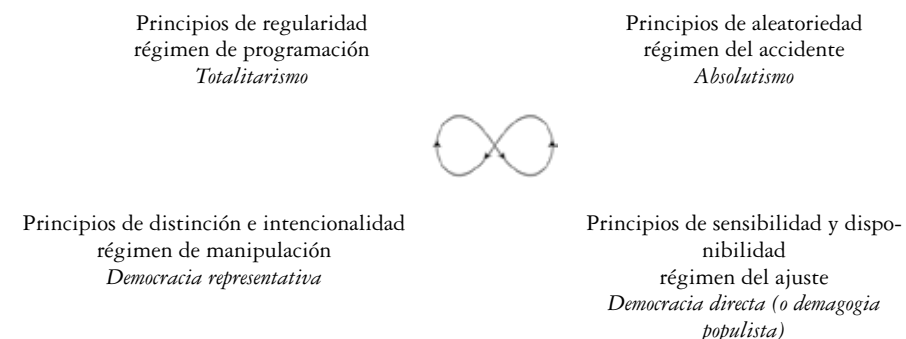 Principios de regularidad
régimen de programación
Totalitarismo
Principios de aleatoriedad
régimen del accidente
Absolutismo
Principios de distinción e intencionalidad
régimen de manipulación
Democracia representativa
Principios de sensibilidad y dispo-
nibilidad
régimen del ajuste
Democracia directa (o demagogia
populista)